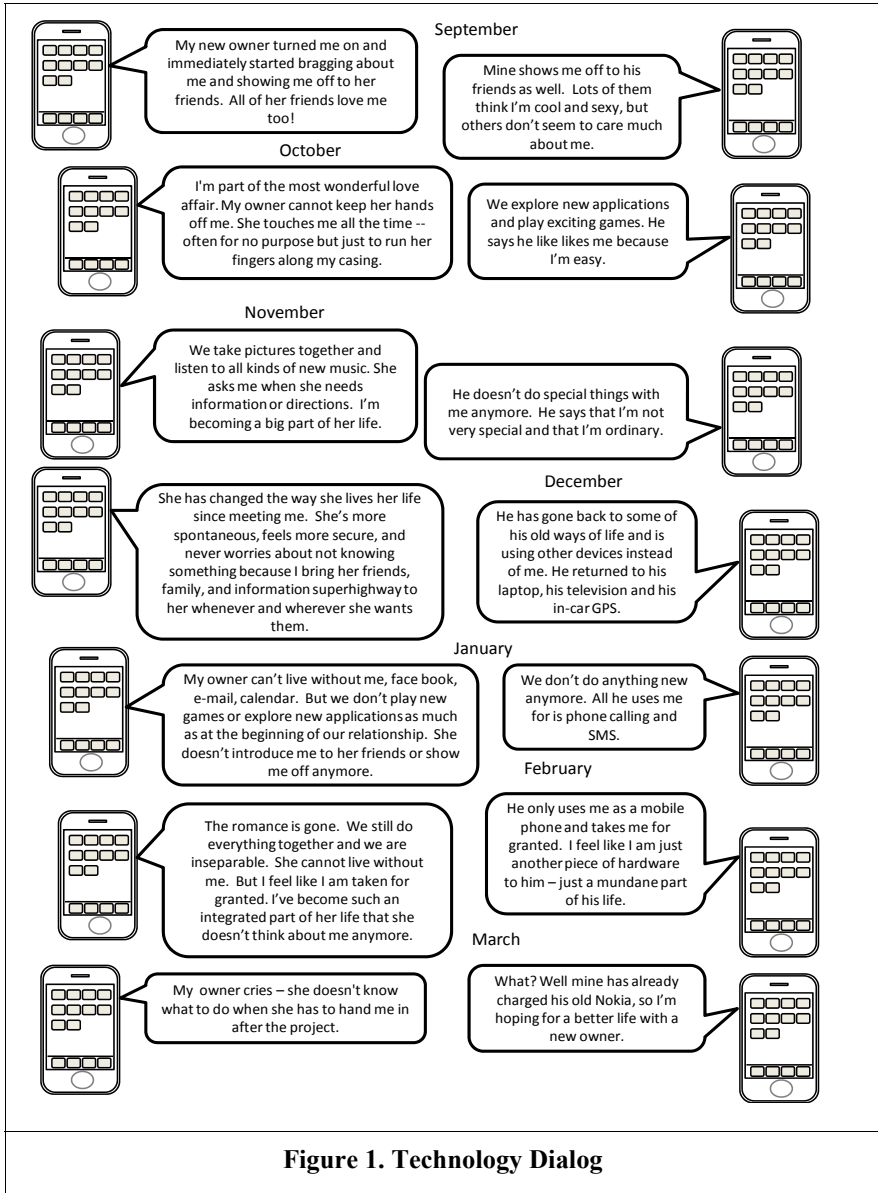 September
My new owner turned me on and
immediately started bragging about
me and showing me off to her
friends. All of her friends love me
too!
Mine shows me off to his
friends as well. Lots of them
think I'm cool and sexy, but
others don't seem to care much
about me.
October
I'm part of the most wonderful love
affair. My owner cannot keep her hands
off me. She touches me all the time --
often for no purpose but just to run her
fingers along my casing.
We explore new applications
and play exciting games. He
says he like likes me because
I'm easy.
November
We take pictures together and
listen to all kinds of new music. She
asks me when she needs
information or directions. I'm
becoming a big part of her life.
He doesn't do special things with
me anymore. He says that I'm not
very special and that I'm ordinary.
December
She has changed the way she lives her life
since meeting me. She's more
spontaneous, feels more secure, and
never worries about not knowing
something because I bring her friends,
family, and information superhighway to
her whenever and wherever she wants
them.
He has gone back to some of
his old ways of life and is
using other devices instead
of me. He returned to his
laptop, his television and his
in-car GPS.
January
My owner can't live without me, face book,
e-mail, calendar. But we don't play new
games or explore new applications as much
as at the beginning of our relationship. She
doesn't introduce me to her friends or show
me off anymore.
We don't do anything new
anymore. All he uses me
for is phone calling and
SMS.
February
The romance is gone. We still do
everything together and we are
inseparable. She cannot live without
me. But I feel like I am taken for
granted. I've become such an
integrated part of her life that she
doesn't think about me anymore.
He only uses me as a mobile
phone and takes me for
granted. I feel like I am just
another piece of hardware
to him – just a mundane part
of his life.
March
My owner cries – she doesn't know
what to do when she has to hand me in
after the project.
What? Well mine has already
charged his old Nokia, so I'm
hoping for a better life with a
new owner.
Figure 1. Technology Dialog